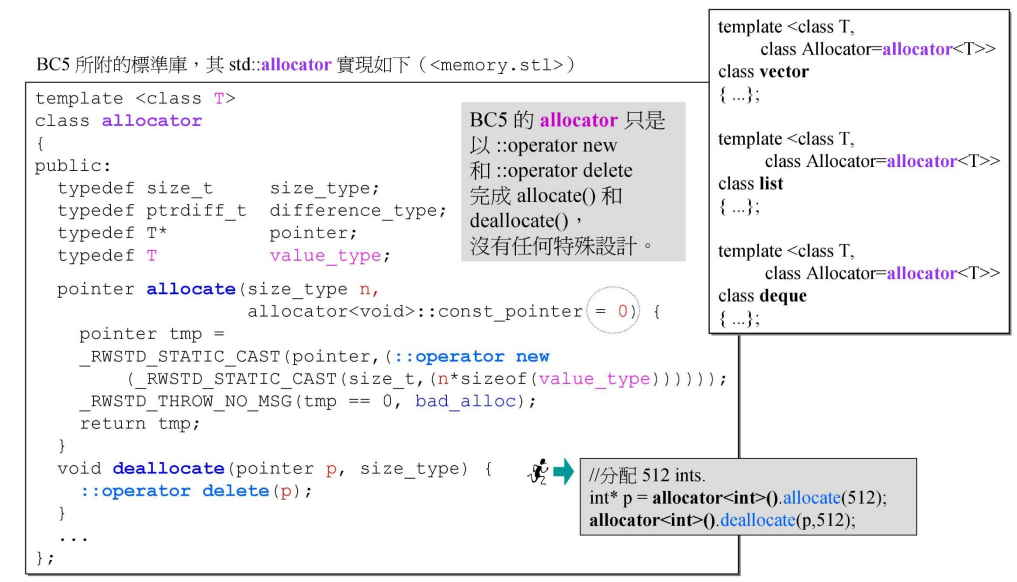 BC5 所附的標準庫，其 std::allocator 實現如下（<memory.stl>）
template <class T>
class allocator
{
public:
typedef size_t size_type;
typedef ptrdiff_t difference_type;
typedef T* pointer;
typedef T value_type;
pointer allocate(size_type n,
allocator<void>::const_pointer = 0) {
pointer tmp =
_RWSTD_STATIC_CAST(pointer,(::operator new
(_RWSTD_STATIC_CAST(size_t,(n*sizeof(value_type))))));
_RWSTD_THROW_NO_MSG(tmp == 0, bad_alloc);
return tmp;
}
void deallocate(pointer p, size_type) {
::operator delete(p);
}
...
};
BC5 的 allocator 只是
以 ::operator new
和 ::operator delete
完成 allocate() 和
deallocate()，
沒有任何特殊設計。
template <class T,
class Allocator=allocator<T>>
class vector
{ ...};
template <class T,
class Allocator=allocator<T>>
class list
{ ...};
template <class T,
class Allocator=allocator<T>>
class deque
{ ...};
//分配 512 ints.
int* p = allocator<int>().allocate(512);
allocator<int>().deallocate(p,512);